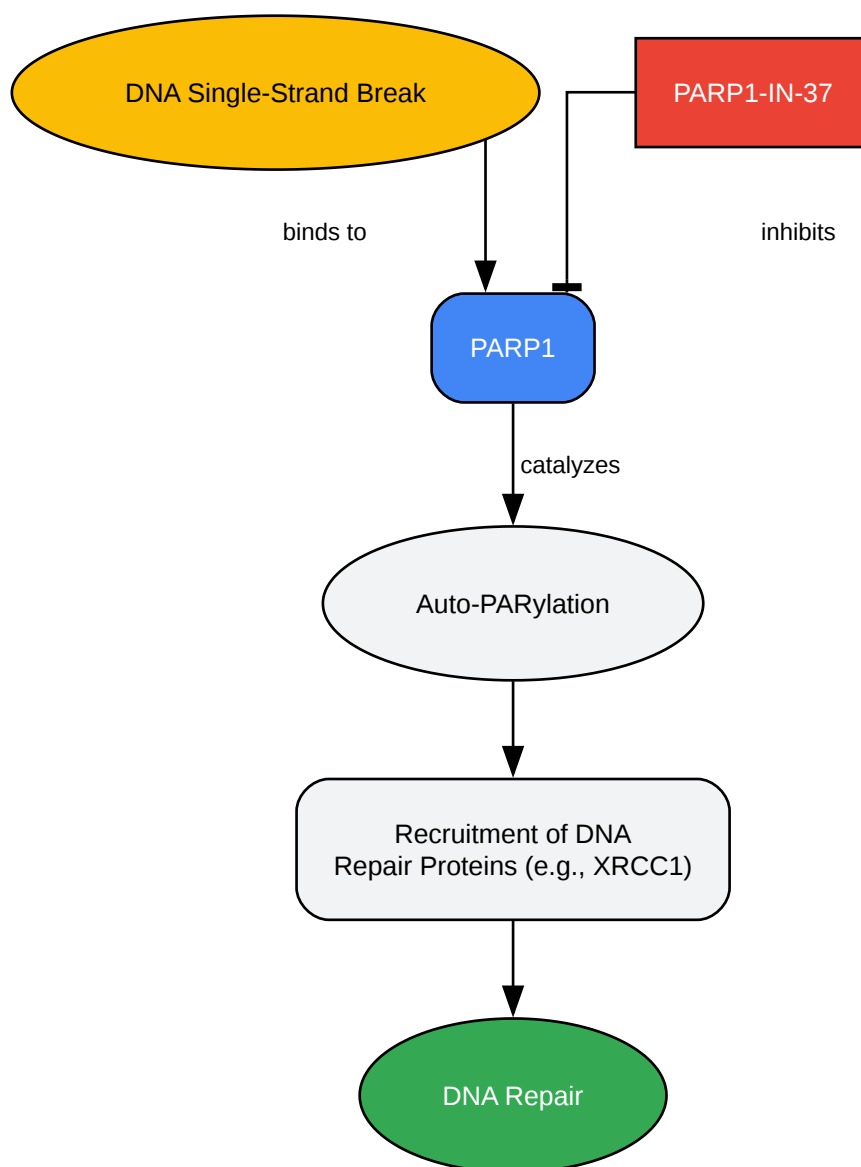 DNA Single-Strand Break
PARP1-IN-37
binds to
inhibits
PARP1
catalyzes
Auto-PARylation
Recruitment of DNA
Repair Proteins (e.g., XRCC1)
DNA Repair